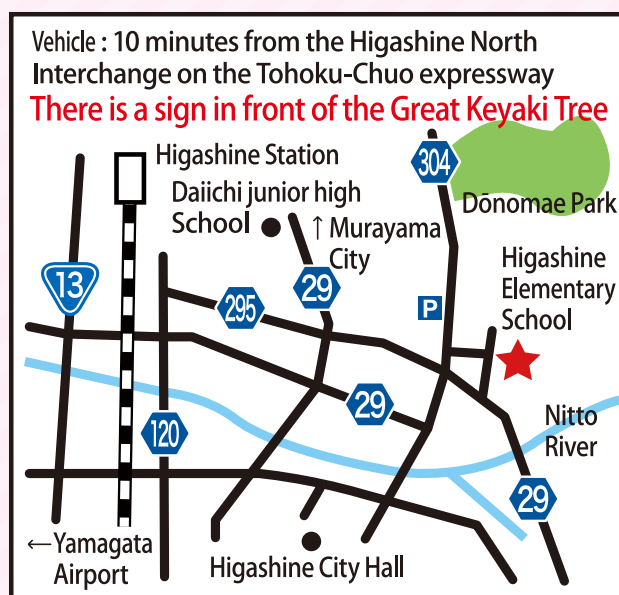 Vehicle : 10 minutes from the Higashine North
Interchange on the Tohoku-Chuo expressway
There is a sign in front of the Great Keyaki Tree
Higashine Station
304
Daiichi junior high
School
Dōnomae Park
↑ Murayama
City
Higashine
Elementary
School
13
29
295
P
29
120
Nitto
River
29
←Yamagata
Airport
Higashine City Hall